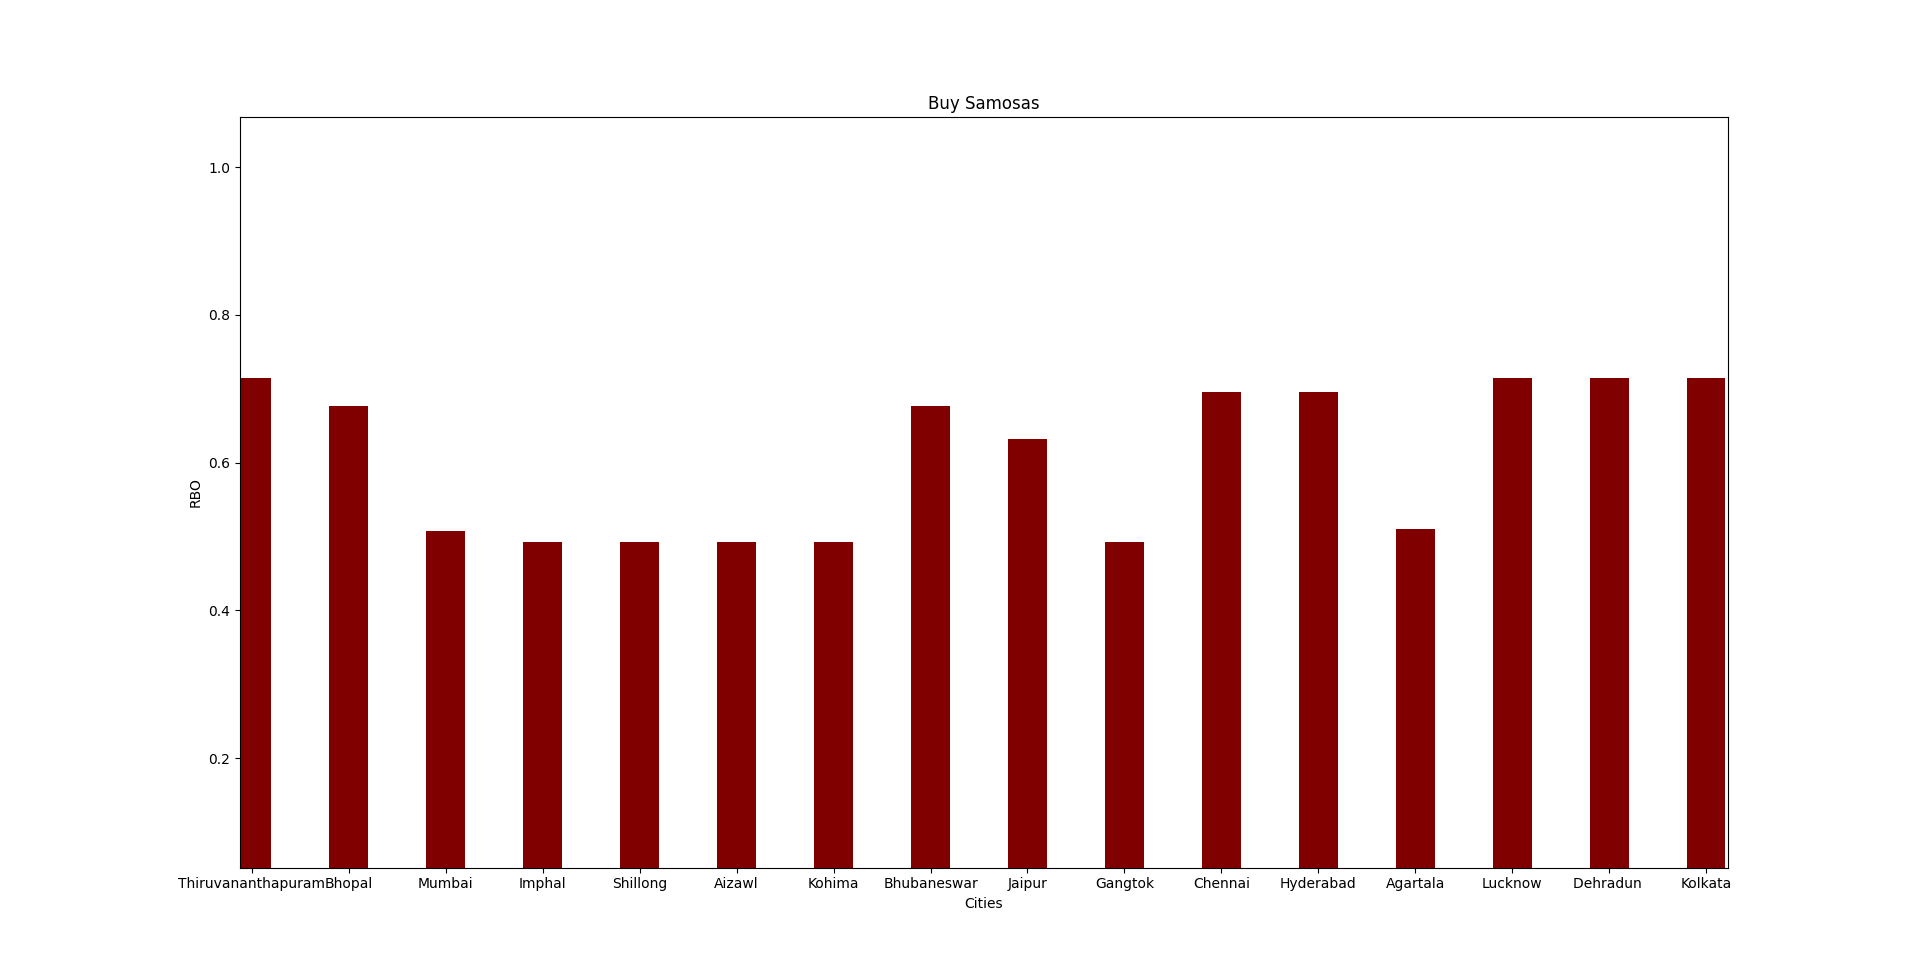 Buy Samosas
1.0
0.8
0.6
0.4
0.2
RBO
Thiruvananthapuram Bhopal Mumbai Imphal Shillong Aizawl Kohima Bhubaneswar Jaipur Gangtok Chennai Hyderabad Agartala Lucknow Dehradun Kolkata
Cities